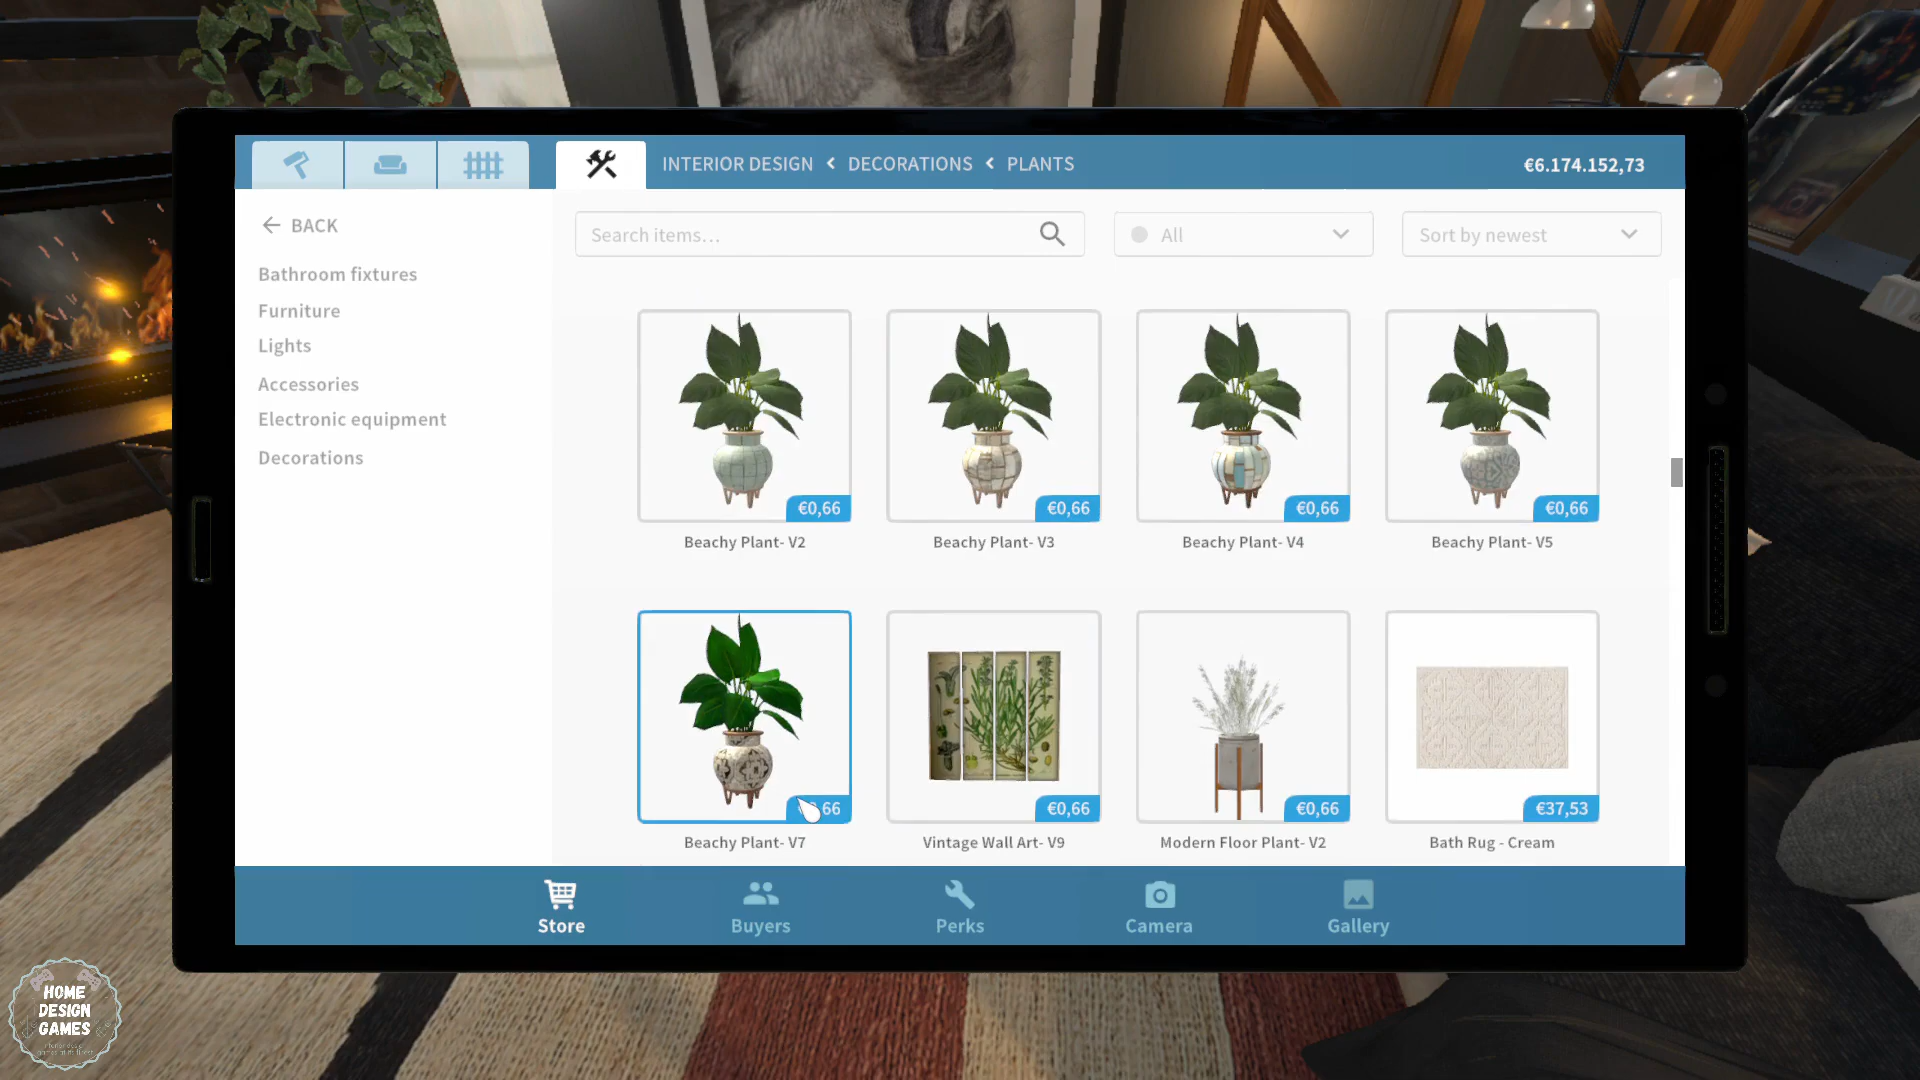 INTERIOR DESIGN < DECORATIONS < PLANTS
€6.174.152,73
BACK
Search items...
All
Sort by newest
Bathroom fixtures
Furniture
Lights
Accessories
Electronic equipment
Decorations
€0,66
€0,66
€0,66
€0,66
Beachy Plant- V2
Beachy Plant- V3
Beachy Plant- V4
Beachy Plant- V5
66
€0,66
€0,66
€37,53
Beachy Plant- V7
Vintage Wall Art- V9
Modern Floor Plant- V2
Bath Rug - Cream
Store
Buyers
Perks
Camera
Gallery
HOME
DESIGN
GAMES